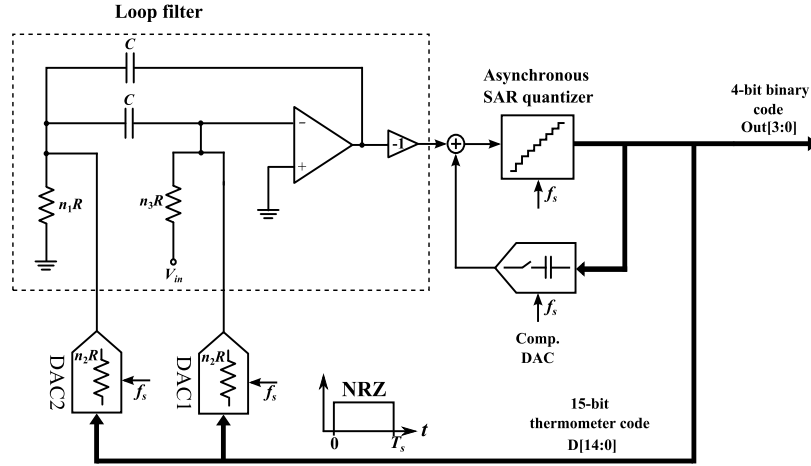 Loop filter
C
C
Asynchronous
SAR quantizer
4-bit binary
code
Out[3:0]
−
+
-1
+
n1R
n3R
Vin
fs
fs
Comp.
DAC
DAC2
n2R
fs
DAC1
n2R
fs
NRZ
0
Ts
t
15-bit
thermometer code
D[14:0]